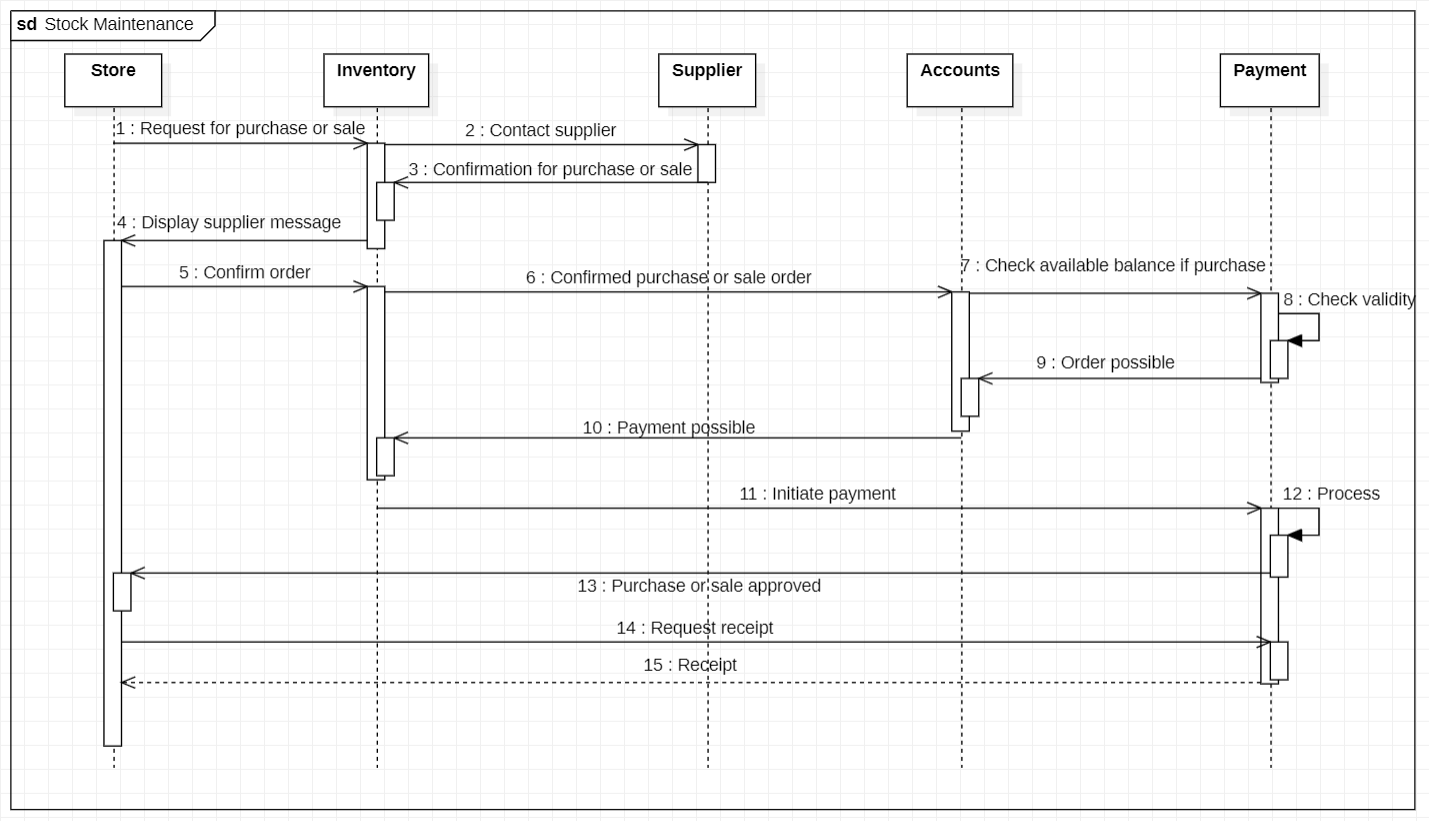 sd Stock Maintenance
Store
Inventory
Supplier
Accounts
Payment
1 : Request for purchase or sale
2 : Contact supplier
3 : Confirmation for purchase or sale
4 : Display supplier message
5 : Confirm order
6 : Confirmed purchase or sale order
7 : Check available balance if purchase
8 : Check validity
9 : Order possible
10 : Payment possible
11 : Initiate payment
12 : Process
13 : Purchase or sale approved
14 : Request receipt
15 : Receipt